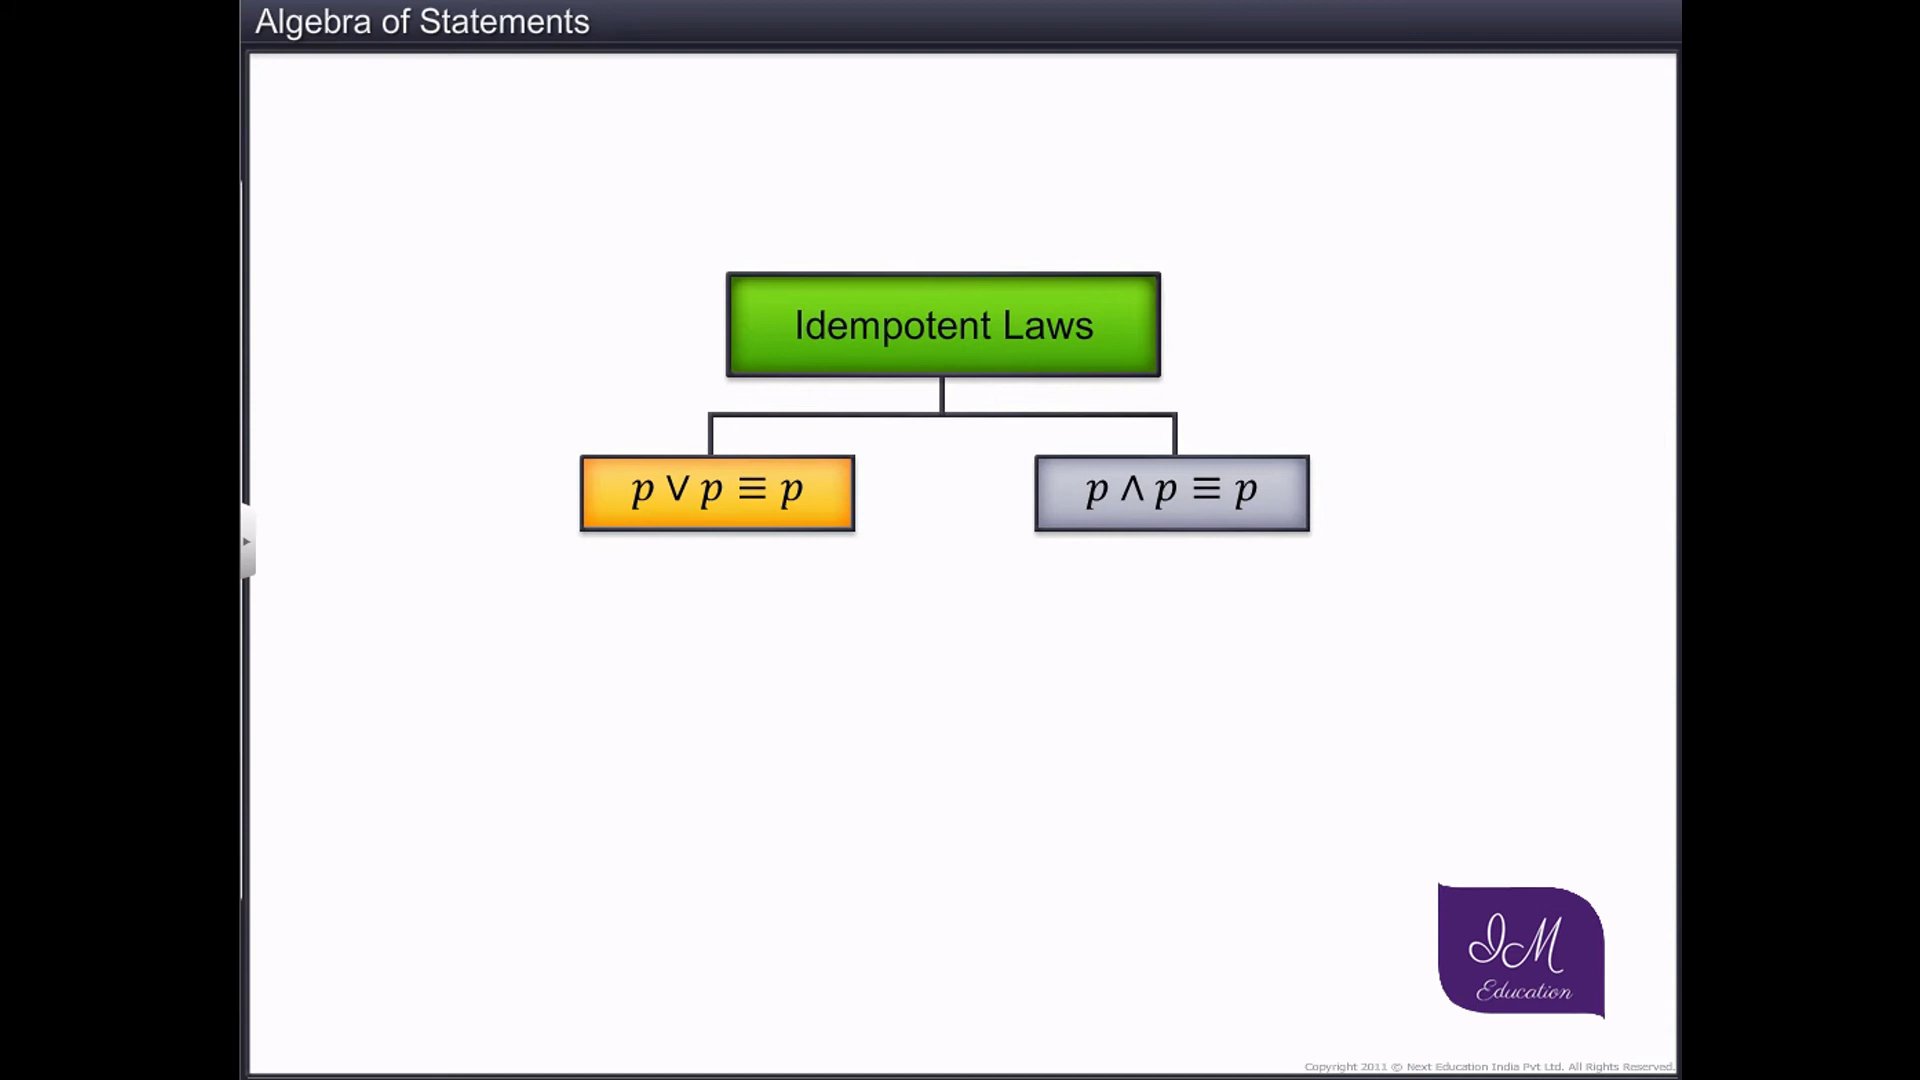 Algebra of Statements
Idempotent Laws
p ∨ p ≡ p
p ∧ p ≡ p
IM
Education
Copyright 2011 © Next Education India Pvt Ltd. All Rights Reserved.